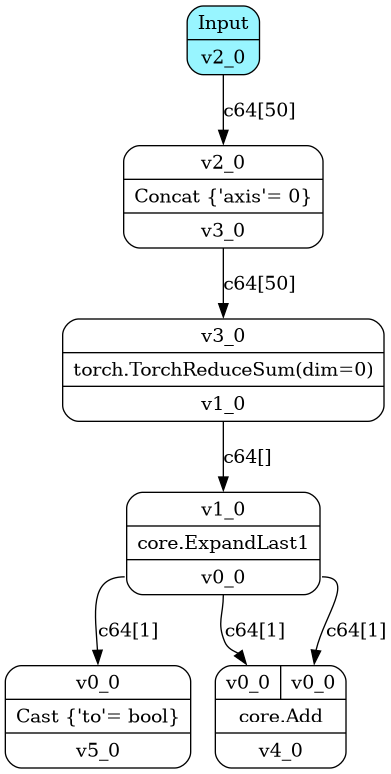 Input
v2_0
c64[50]
v2_0
Concat {'axis'= 0}
v3_0
c64[50]
v3_0
torch.TorchReduceSum(dim=0)
v1_0
c64[]
v1_0
core.ExpandLast1
v0_0
c64[1] c64[1] c64[1]
v0_0
Cast {'to'= bool}
v5_0
v0_0 v0_0
core.Add
v4_0